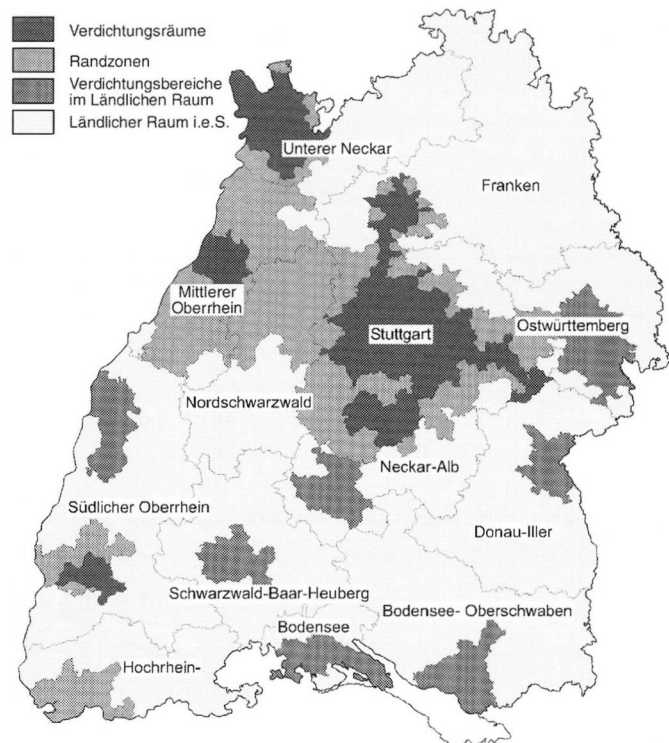 Verdichtungsräume
Randzonen
Verdichtungsbereiche
im Ländlichen Raum
Ländlicher Raum i.e.S.
Unterer Neckar
Franken
Mittlerer
Oberrhein
Stuttgart
Ostwürttemberg
Nordschwarzwald
Neckar-Alb
Südlicher Oberrhein
Donau-Iller
Schwarzwald-Baar-Heuberg
Bodensee- Oberschwaben
Bodensee
Hochrhein-